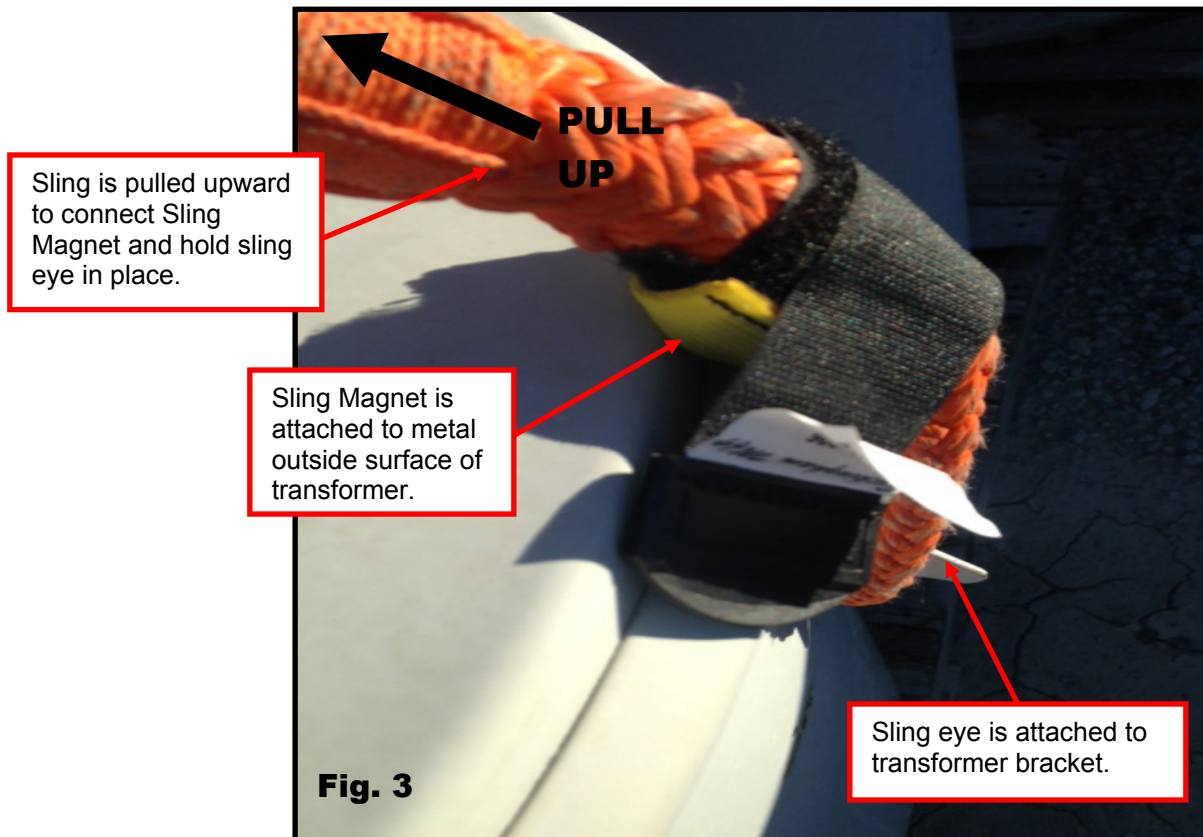 PULL
UP
Sling is pulled upward
to connect Sling
Magnet and hold sling
eye in place.
Sling Magnet is
attached to metal
outside surface of
transformer.
Sling eye is attached to
transformer bracket.
Fig. 3